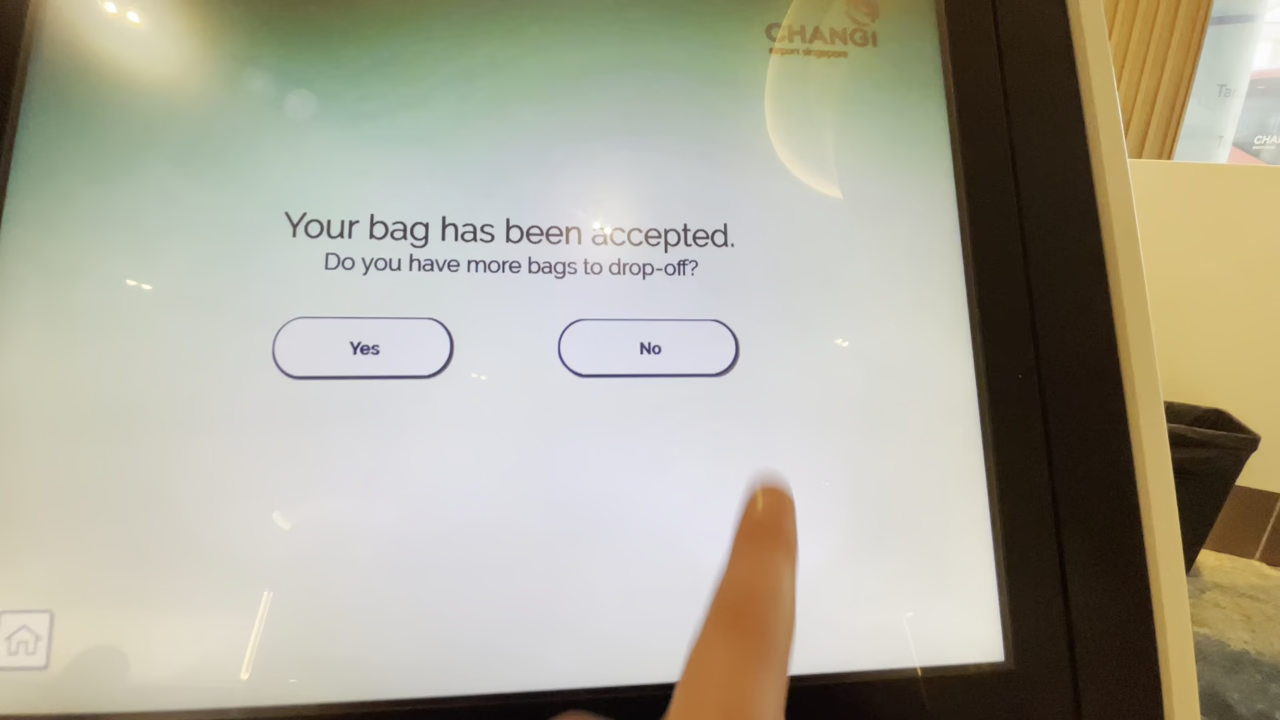 CHANGI
airport singapore
Your bag has been accepted.
Do you have more bags to drop-off?
Yes
No